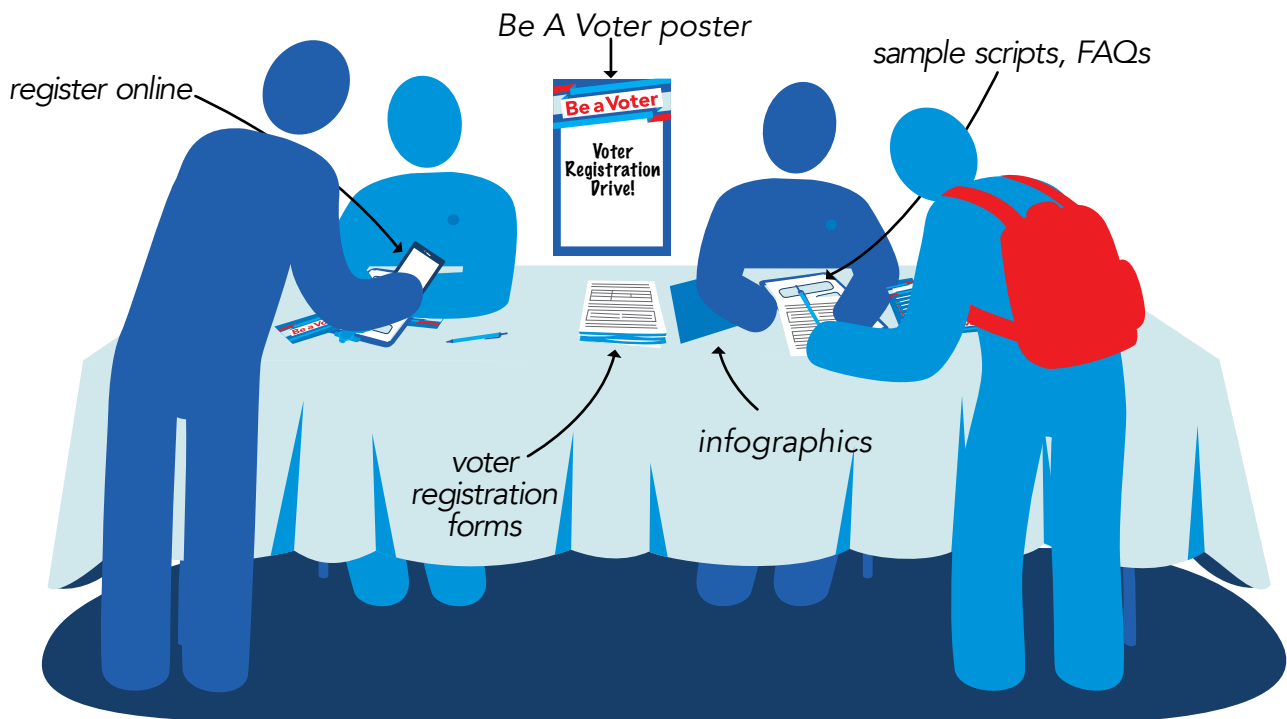 Be A Voter poster
sample scripts, FAQs
register online
Be a Voter
Voter
Registration
Drive!
infographics
voter
registration
forms